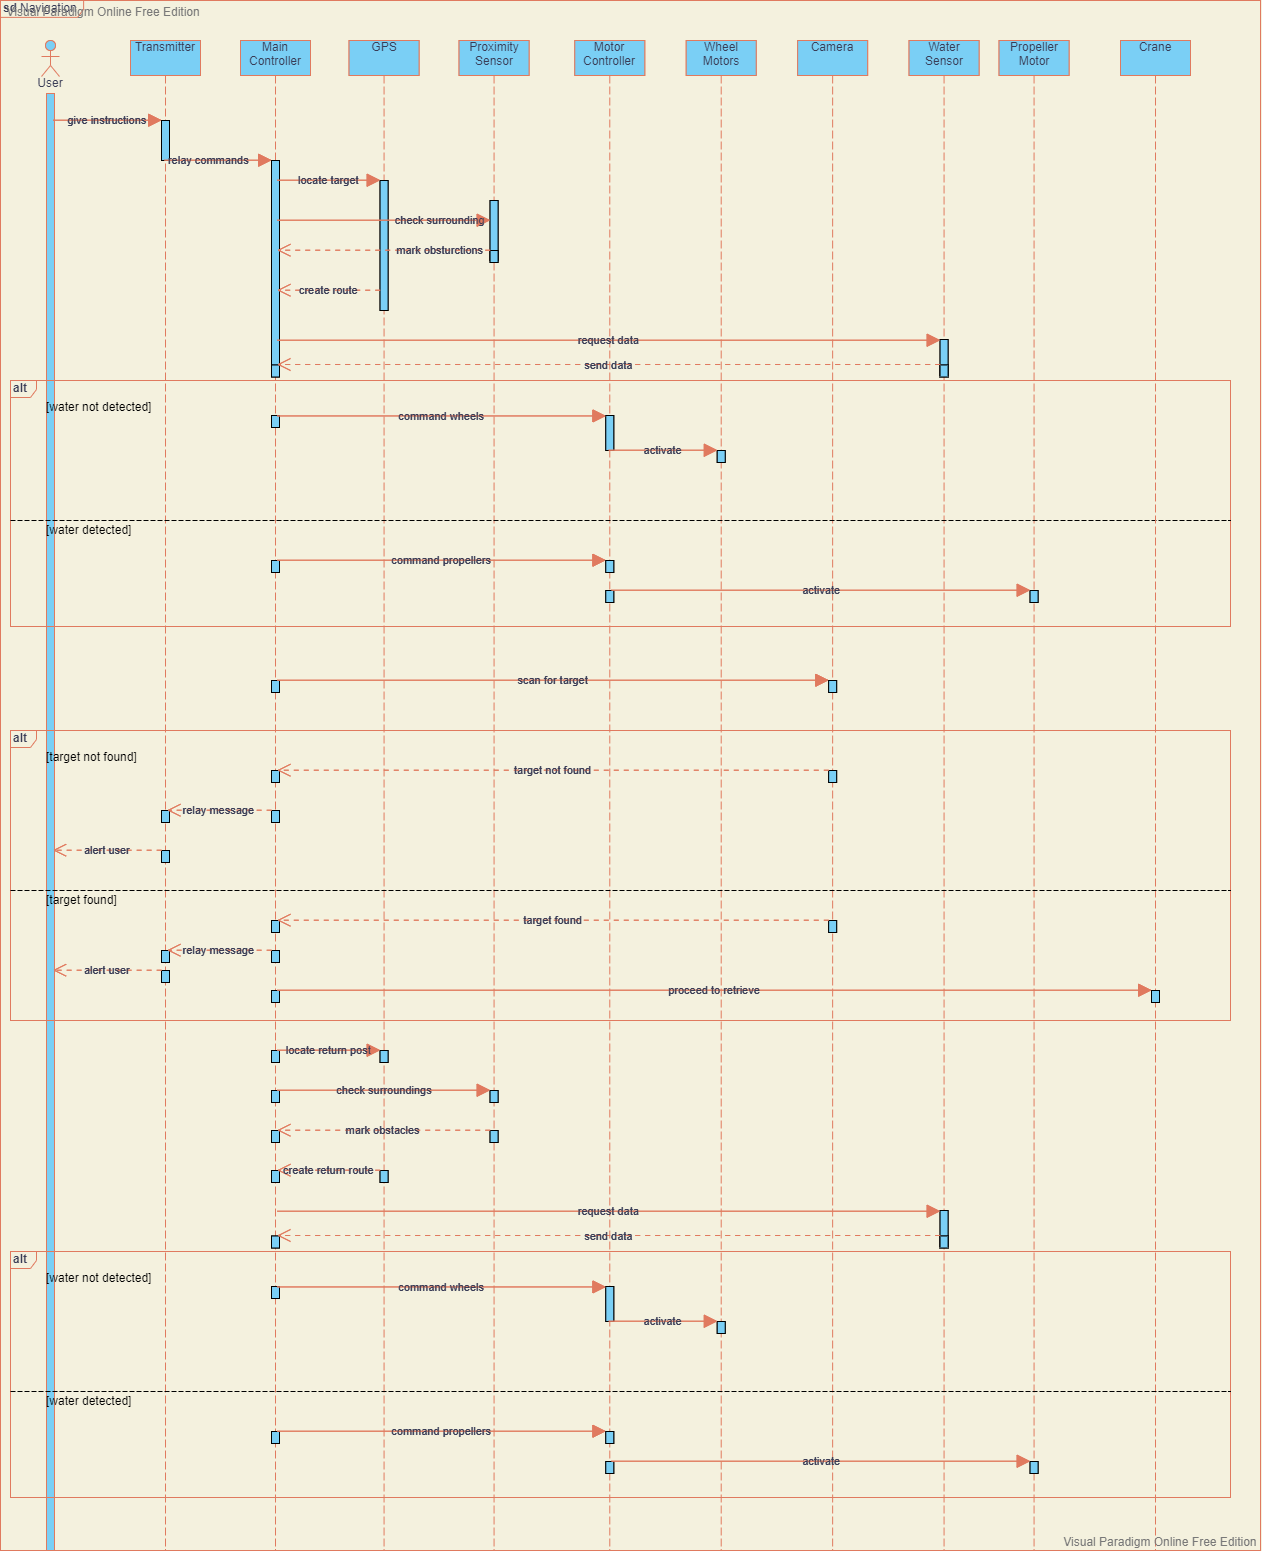 sd Navigation
Visual Paradigm Online Free Edition
User
Transmitter
Main
Controller
GPS
Proximity
Sensor
Motor
Controller
Wheel
Motors
Camera
Water
Sensor
Propeller
Motor
Crane
give instructions
relay commands
locate target
check surrounding
mark obsturctions
create route
request data
send data
alt
[water not detected]
command wheels
activate
[water detected]
command propellers
activate
scan for target
alt
[target not found]
target not found
relay message
alert user
[target found]
target found
relay message
alert user
proceed to retrieve
locate return post
check surroundings
mark obstacles
create return route
request data
send data
alt
[water not detected]
command wheels
activate
[water detected]
command propellers
activate
Visual Paradigm Online Free Edition